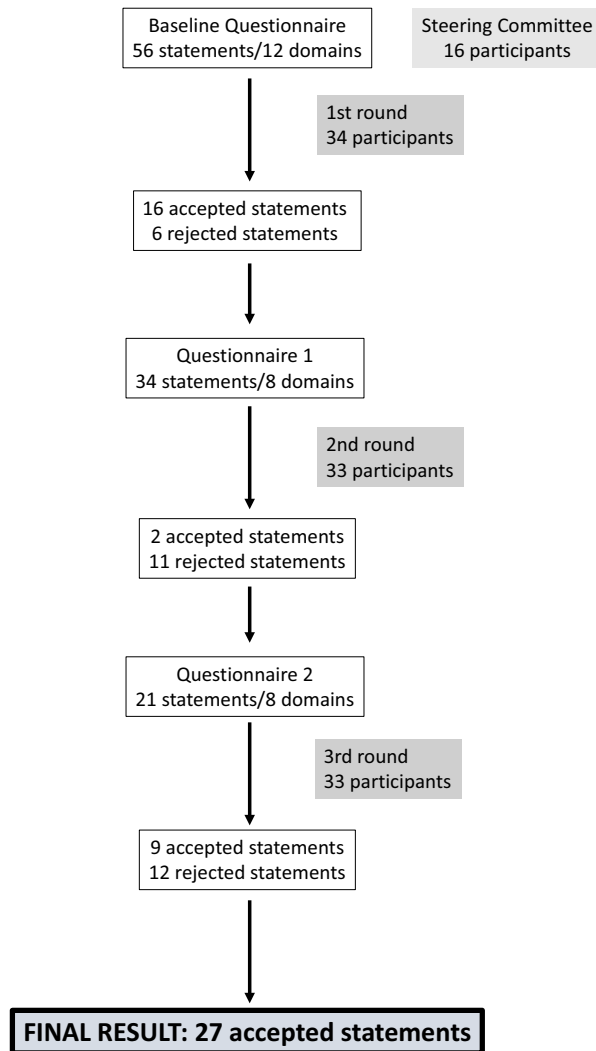 Baseline Questionnaire
56 statements/12 domains
Steering Committee
16 participants
1st round
34 participants
16 accepted statements
6 rejected statements
Questionnaire 1
34 statements/8 domains
2nd round
33 participants
2 accepted statements
11 rejected statements
Questionnaire 2
21 statements/8 domains
3rd round
33 participants
9 accepted statements
12 rejected statements
FINAL RESULT: 27 accepted statements